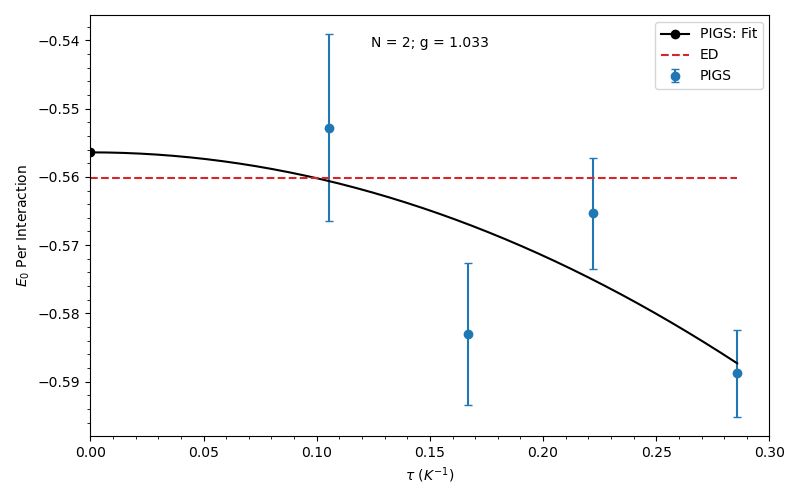 N = 2; g = 1.033
PIGS: Fit
ED
PIGS
E₀ Per Interaction
−0.54
−0.55
−0.56
−0.57
−0.58
−0.59
0.00 0.05 0.10 0.15 0.20 0.25 0.30
τ (K⁻¹)